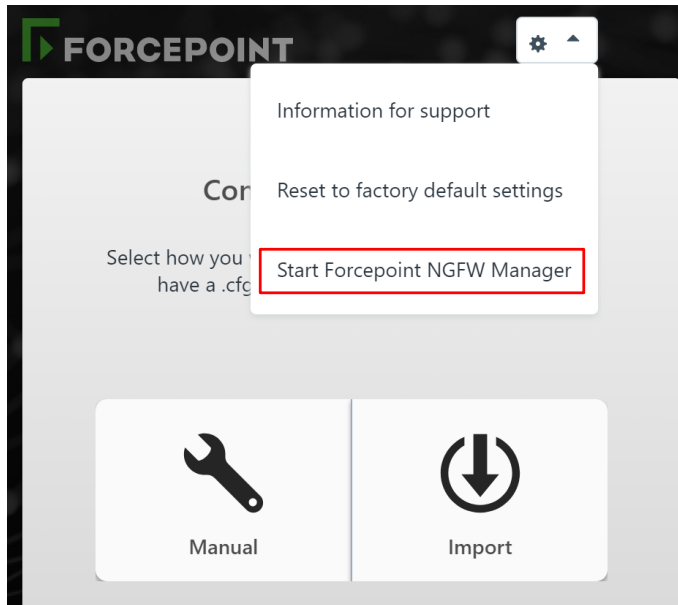 FORCEPOINT
Information for support
Con
Reset to factory default settings
Select how you
have a .cfg
Start Forcepoint NGFW Manager
Manual
Import